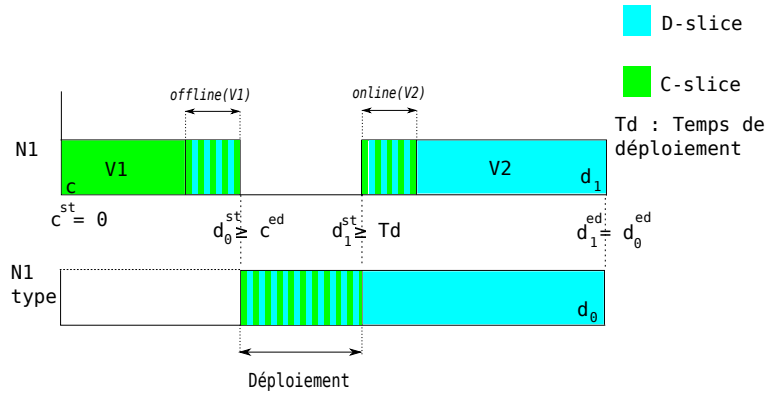 D-slice
C-slice
Td : Temps de
déploiement
offline(V1)
online(V2)
N1
V1
c
V2
d1
c^st = 0
d0^st ≥ c^ed
d1^st ≥ Td
d1^ed = d0^ed
N1
type
d0
Déploiement